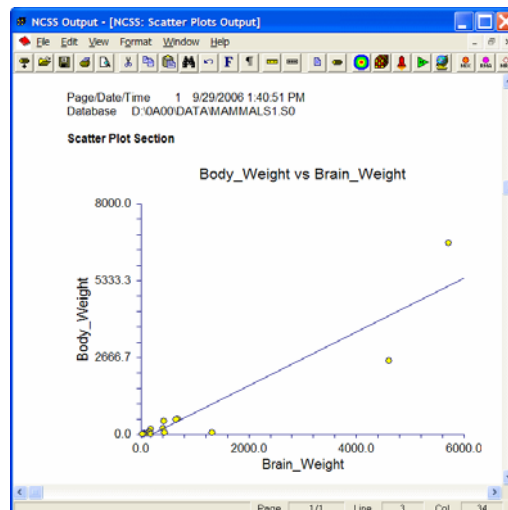 NCSS Output - [NCSS: Scatter Plots Output]
File Edit View Format Window Help
F ¶
Page/Date/Time 1 9/29/2006 1:40:51 PM
Database D:\0A00\DATA\MAMMALS1.S0
Scatter Plot Section
Body_Weight vs Brain_Weight
8000.0
5333.3
2666.7
0.0
Body_Weight
0.0 2000.0 4000.0 6000.0
Brain_Weight
Page 1/1 Line 3 Col 34